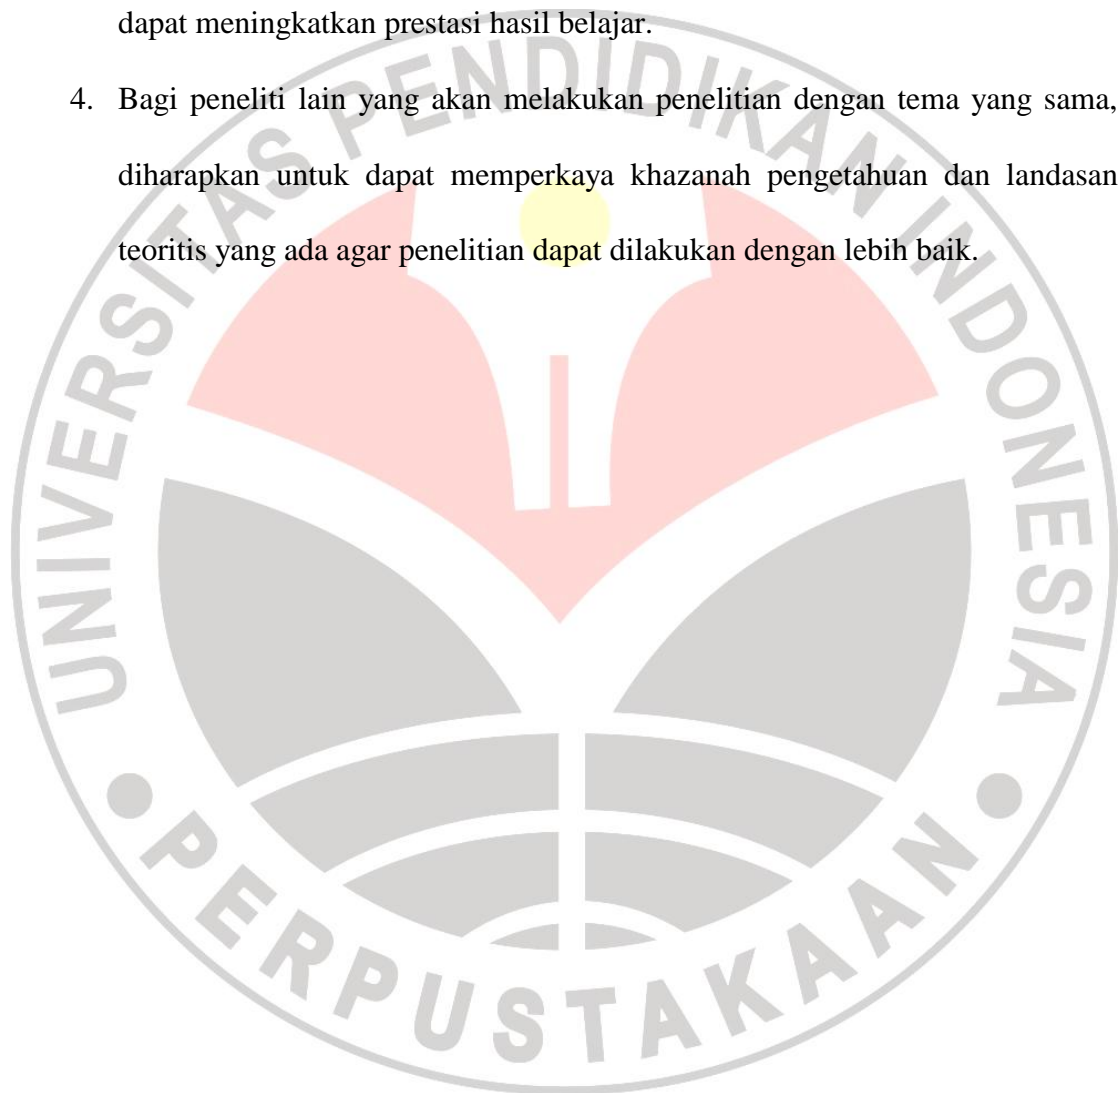 dapat meningkatkan prestasi hasil belajar.
4. Bagi peneliti lain yang akan melakukan penelitian dengan tema yang sama,
diharapkan untuk dapat memperkaya khazanah pengetahuan dan landasan
teoritis yang ada agar penelitian dapat dilakukan dengan lebih baik.
UNIVERSITAS PENDIDIKAN INDONESIA
PERPUSTAKAAN